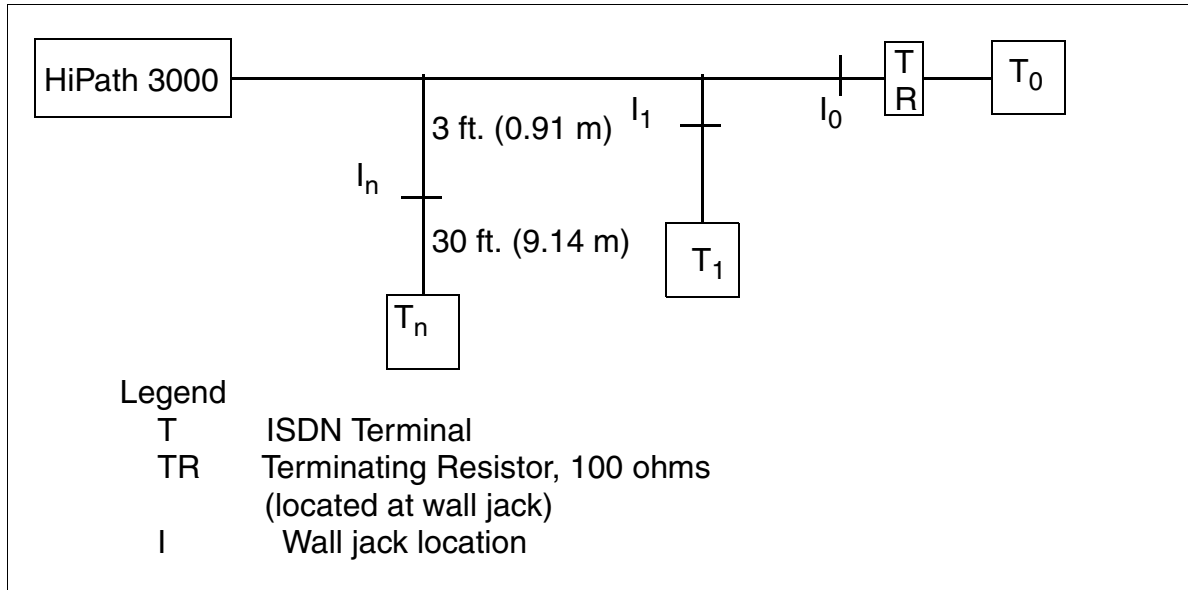 HiPath 3000
T
R
T0
I0
3 ft. (0.91 m)
I1
In
30 ft. (9.14 m)
T1
Tn
Legend
T ISDN Terminal
TR Terminating Resistor, 100 ohms
(located at wall jack)
I Wall jack location